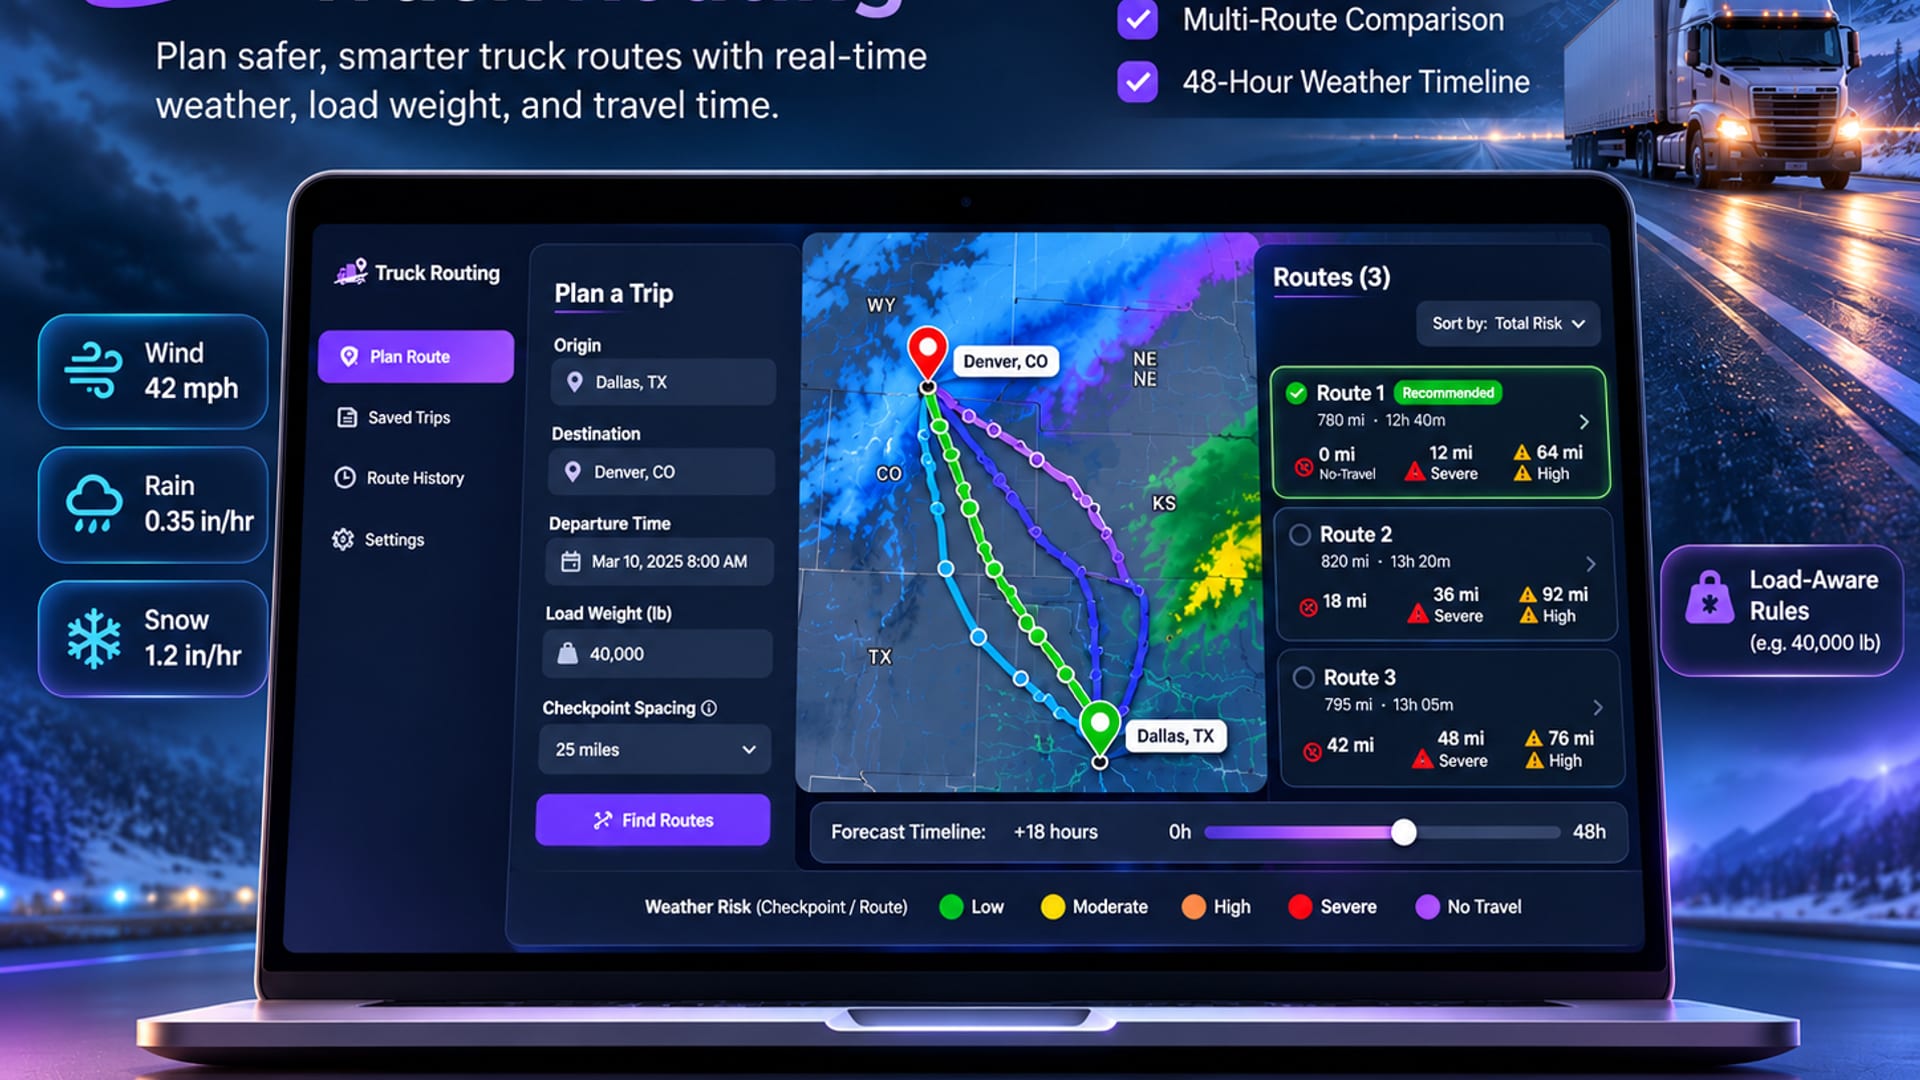 Truck Routing
Plan safer, smarter truck routes with real-time
weather, load weight, and travel time.
Multi-Route Comparison
48-Hour Weather Timeline
Wind
42 mph
Rain
0.35 in/hr
Snow
1.2 in/hr
Truck Routing
Plan Route
Saved Trips
Route History
Settings
Plan a Trip
Origin
Dallas, TX
Destination
Denver, CO
Departure Time
Mar 10, 2025 8:00 AM
Load Weight (lb)
40,000
Checkpoint Spacing
25 miles
Find Routes
WY
Denver, CO
NE
NE
CO
KS
TX
Dallas, TX
Routes (3)
Sort by: Total Risk
Route 1 Recommended
780 mi · 12h 40m
0 mi
No-Travel
12 mi
Severe
64 mi
High
Route 2
820 mi · 13h 20m
18 mi
36 mi
Severe
92 mi
High
Route 3
795 mi · 13h 05m
42 mi
48 mi
Severe
76 mi
High
Forecast Timeline: +18 hours 0h 48h
Weather Risk (Checkpoint / Route) Low Moderate High Severe No Travel
Load-Aware
Rules
(e.g. 40,000 lb)